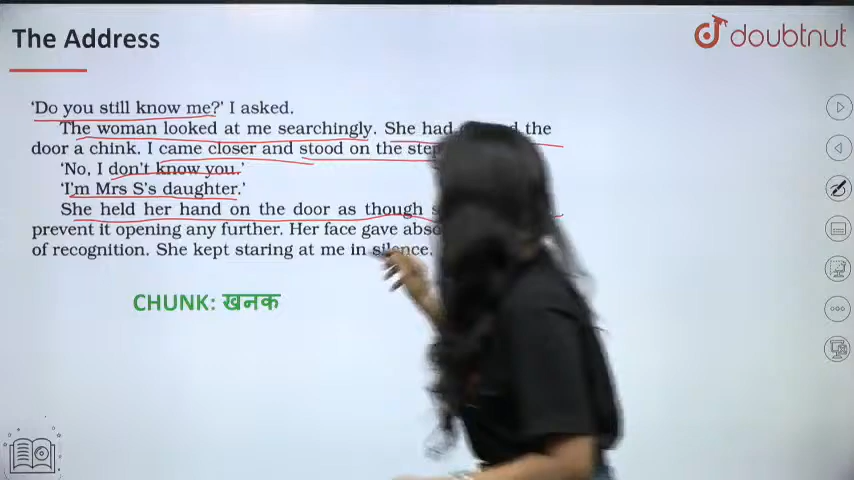 The Address
doubtnut
'Do you still know me?' I asked.
The woman looked at me searchingly. She had the
door a chink. I came closer and stood on the step
'No, I don't know you.'
'I'm Mrs S's daughter.'
She held her hand on the door as though
prevent it opening any further. Her face gave
of recognition. She kept staring at me in silence.
CHUNK: खनक